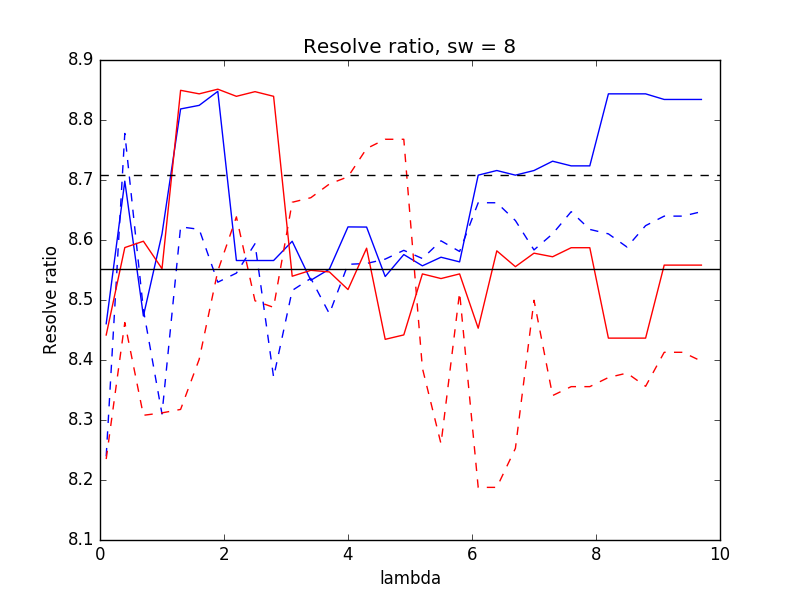 Resolve ratio, sw = 8
8.9
8.8
8.7
8.6
8.5
8.4
8.3
8.2
8.1
Resolve ratio
0 2 4 6 8 10
lambda